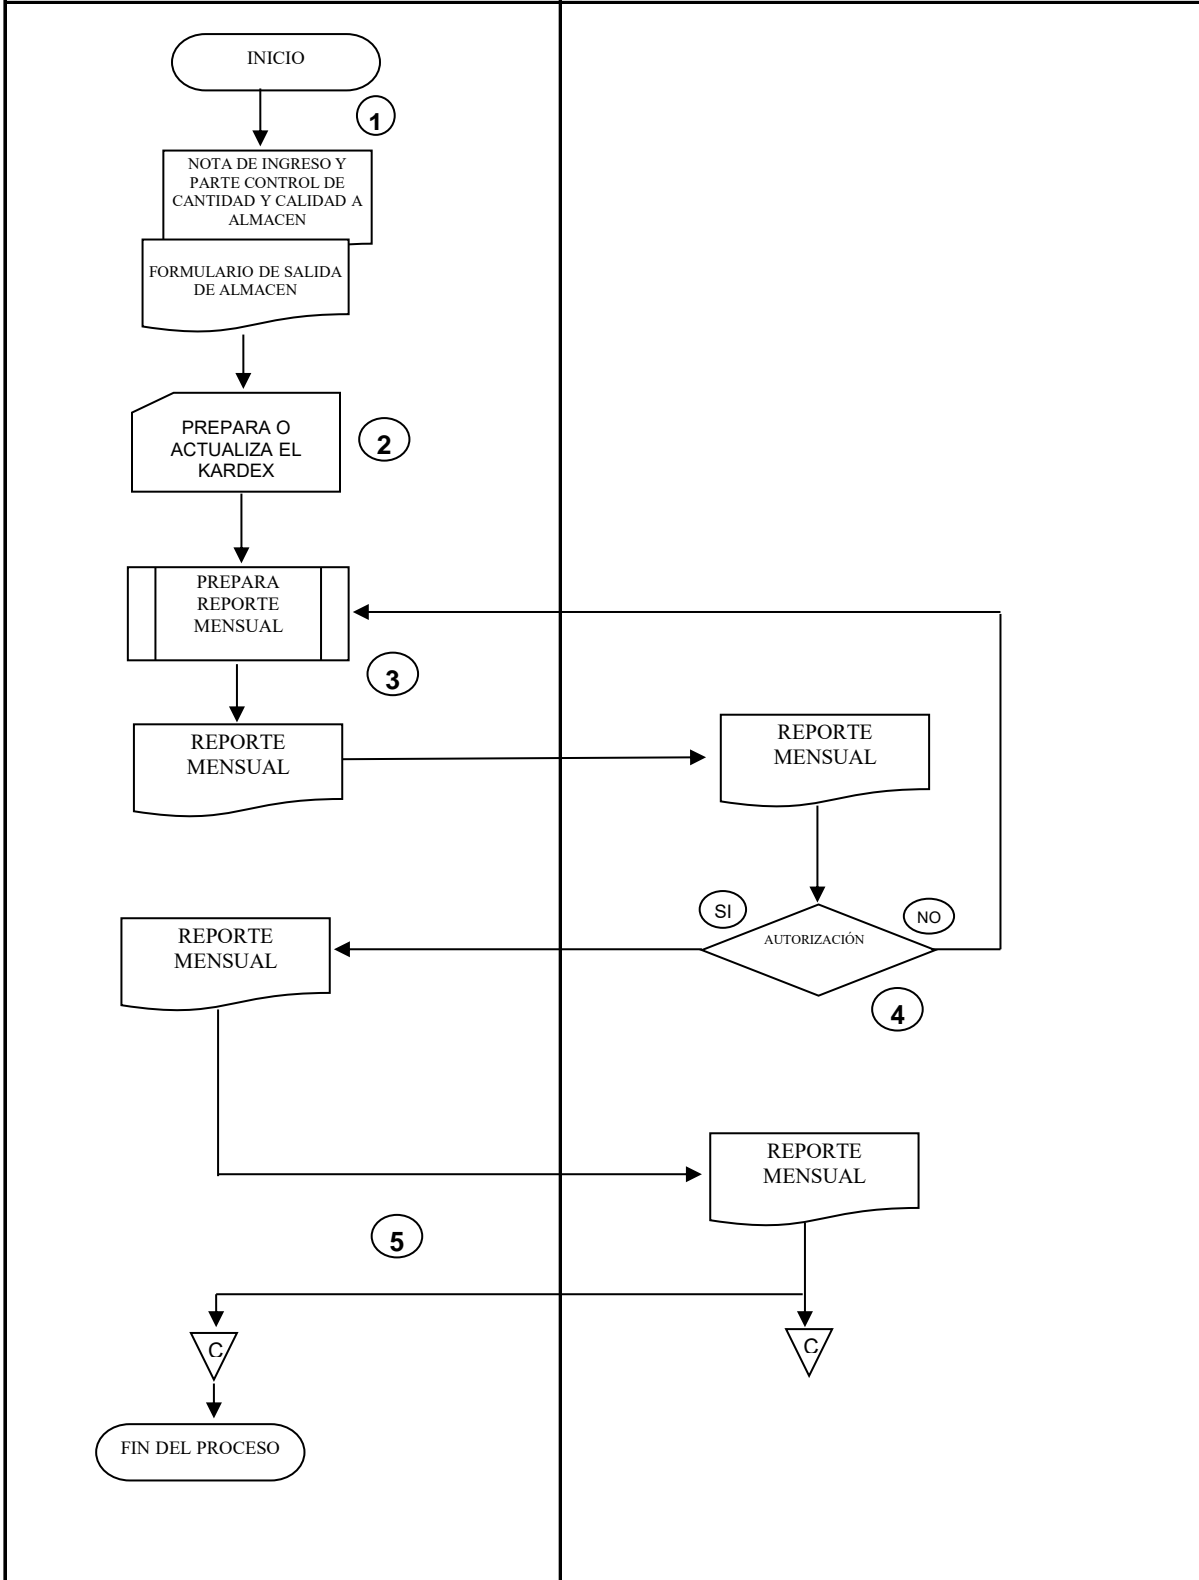 INICIO
1
NOTA DE INGRESO Y
PARTE CONTROL DE
CANTIDAD Y CALIDAD A
ALMACEN
FORMULARIO DE SALIDA
DE ALMACEN
PREPARA O
ACTUALIZA EL
KARDEX
2
PREPARA
REPORTE
MENSUAL
3
REPORTE
MENSUAL
REPORTE
MENSUAL
SI
NO
AUTORIZACIÓN
4
REPORTE
MENSUAL
REPORTE
MENSUAL
5
C
C
FIN DEL PROCESO